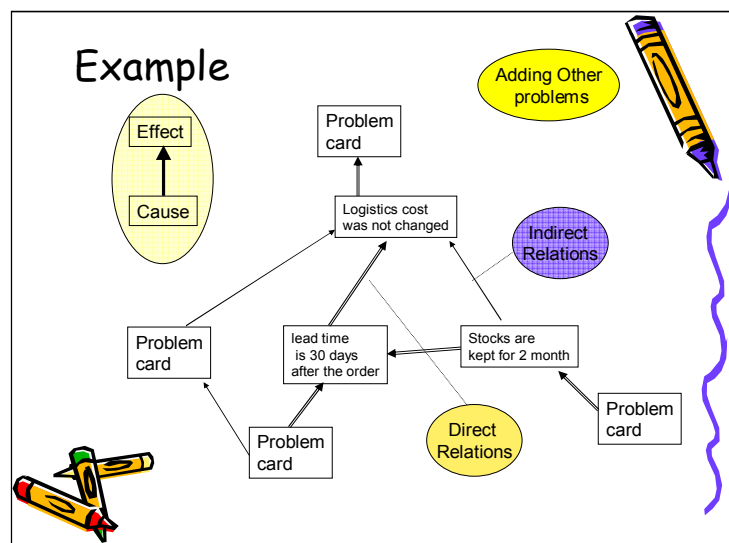 Example
Adding Other
problems
Effect
Cause
Problem
card
Logistics cost
was not changed
Indirect
Relations
Problem
card
lead time
is 30 days
after the order
Stocks are
kept for 2 month
Problem
card
Direct
Relations
Problem
card